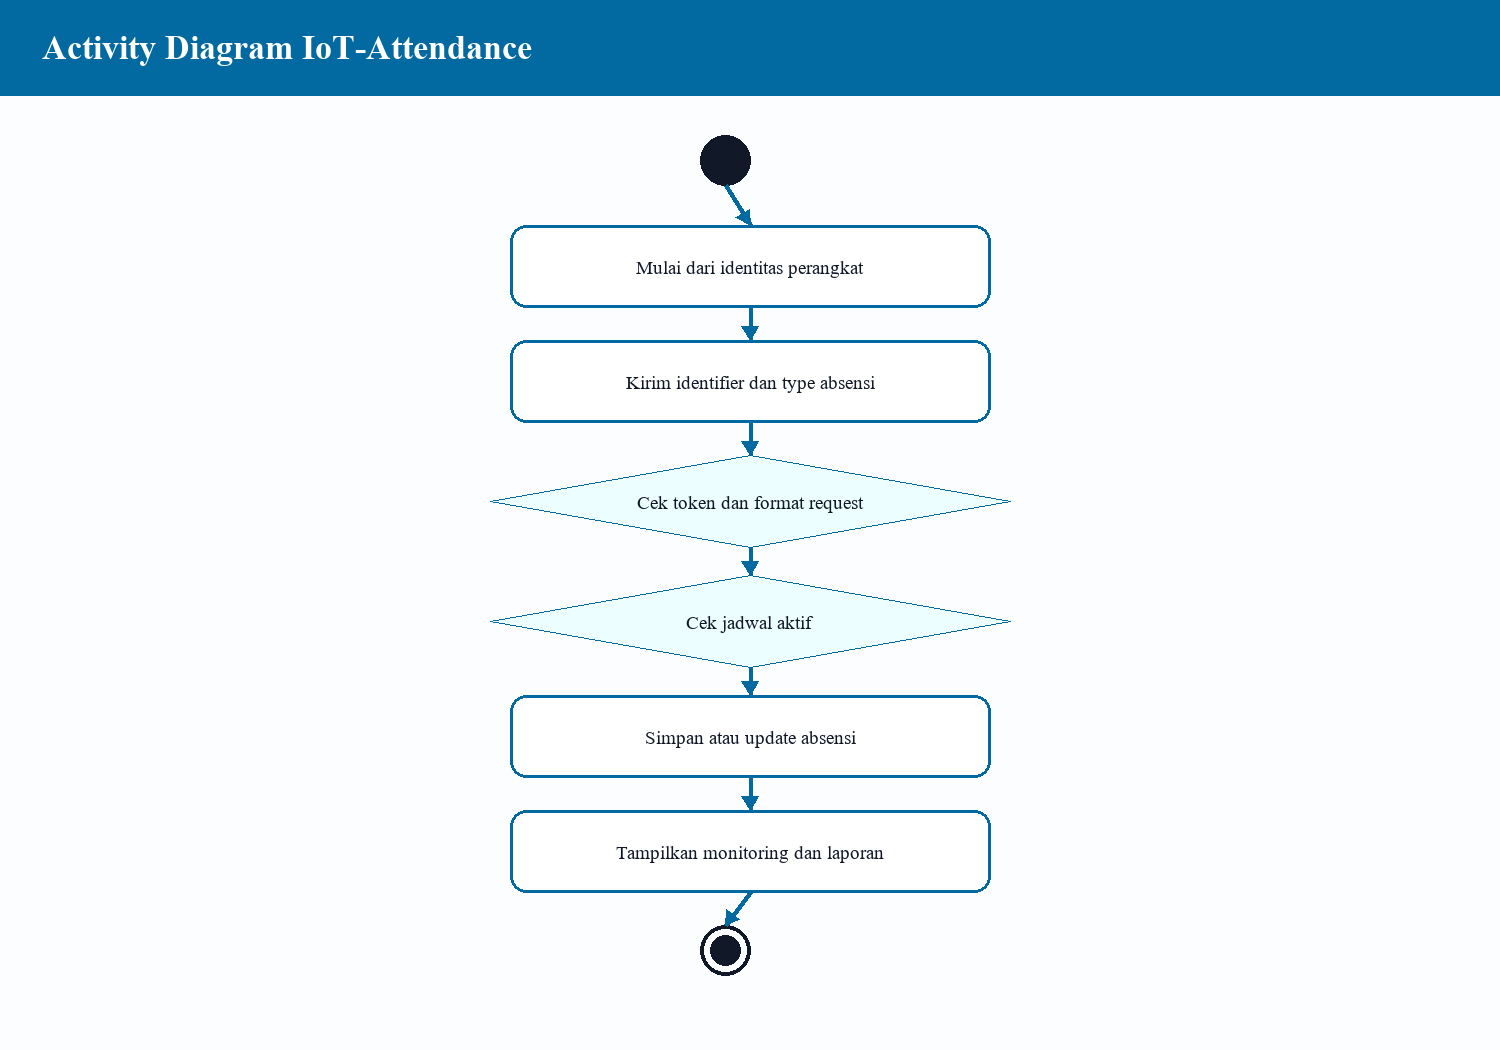 Activity Diagram IoT-Attendance
Mulai dari identitas perangkat
Kirim identifier dan type absensi
Cek token dan format request
Cek jadwal aktif
Simpan atau update absensi
Tampilkan monitoring dan laporan